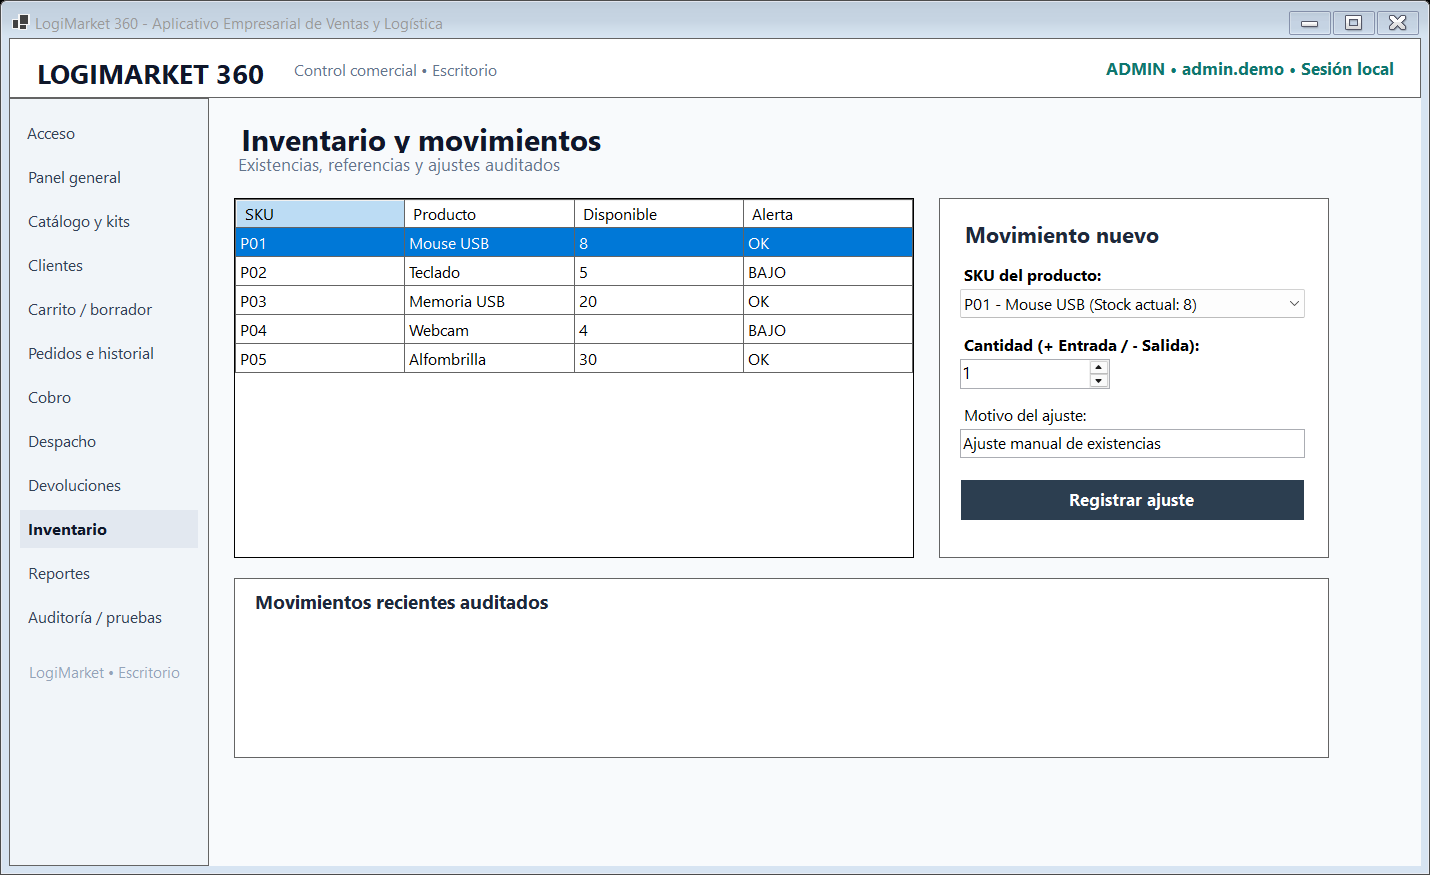 LogiMarket 360 - Aplicativo Empresarial de Ventas y Logística
LOGIMARKET 360
Control comercial • Escritorio
ADMIN • admin.demo • Sesión local
Acceso
Panel general
Catálogo y kits
Clientes
Carrito / borrador
Pedidos e historial
Cobro
Despacho
Devoluciones
Inventario
Reportes
Auditoría / pruebas
LogiMarket • Escritorio
Inventario y movimientos
Existencias, referencias y ajustes auditados
SKU Producto Disponible Alerta
P01 Mouse USB 8 OK
P02 Teclado 5 BAJO
P03 Memoria USB 20 OK
P04 Webcam 4 BAJO
P05 Alfombrilla 30 OK
Movimiento nuevo
SKU del producto:
P01 - Mouse USB (Stock actual: 8)
Cantidad (+ Entrada / - Salida):
1
Motivo del ajuste:
Ajuste manual de existencias
Registrar ajuste
Movimientos recientes auditados